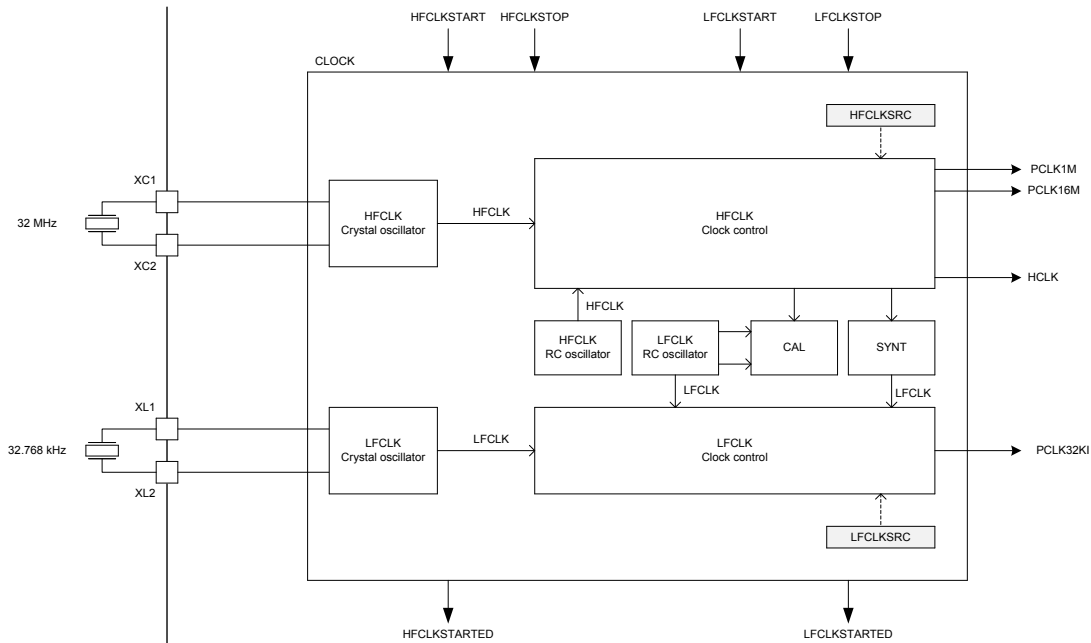 HFCLKSTART
HFCLKSTOP
LFCLKSTART
LFCLKSTOP
CLOCK
HFCLKSRC
XC1
32 MHz
XC2
HFCLK
Crystal oscillator
HFCLK
HFCLK
Clock control
PCLK1M
PCLK16M
HCLK
HFCLK
HFCLK
RC oscillator
LFCLK
RC oscillator
CAL
SYNT
LFCLK
LFCLK
XL1
32.768 kHz
XL2
LFCLK
Crystal oscillator
LFCLK
LFCLK
Clock control
PCLK32KI
LFCLKSRC
HFCLKSTARTED
LFCLKSTARTED